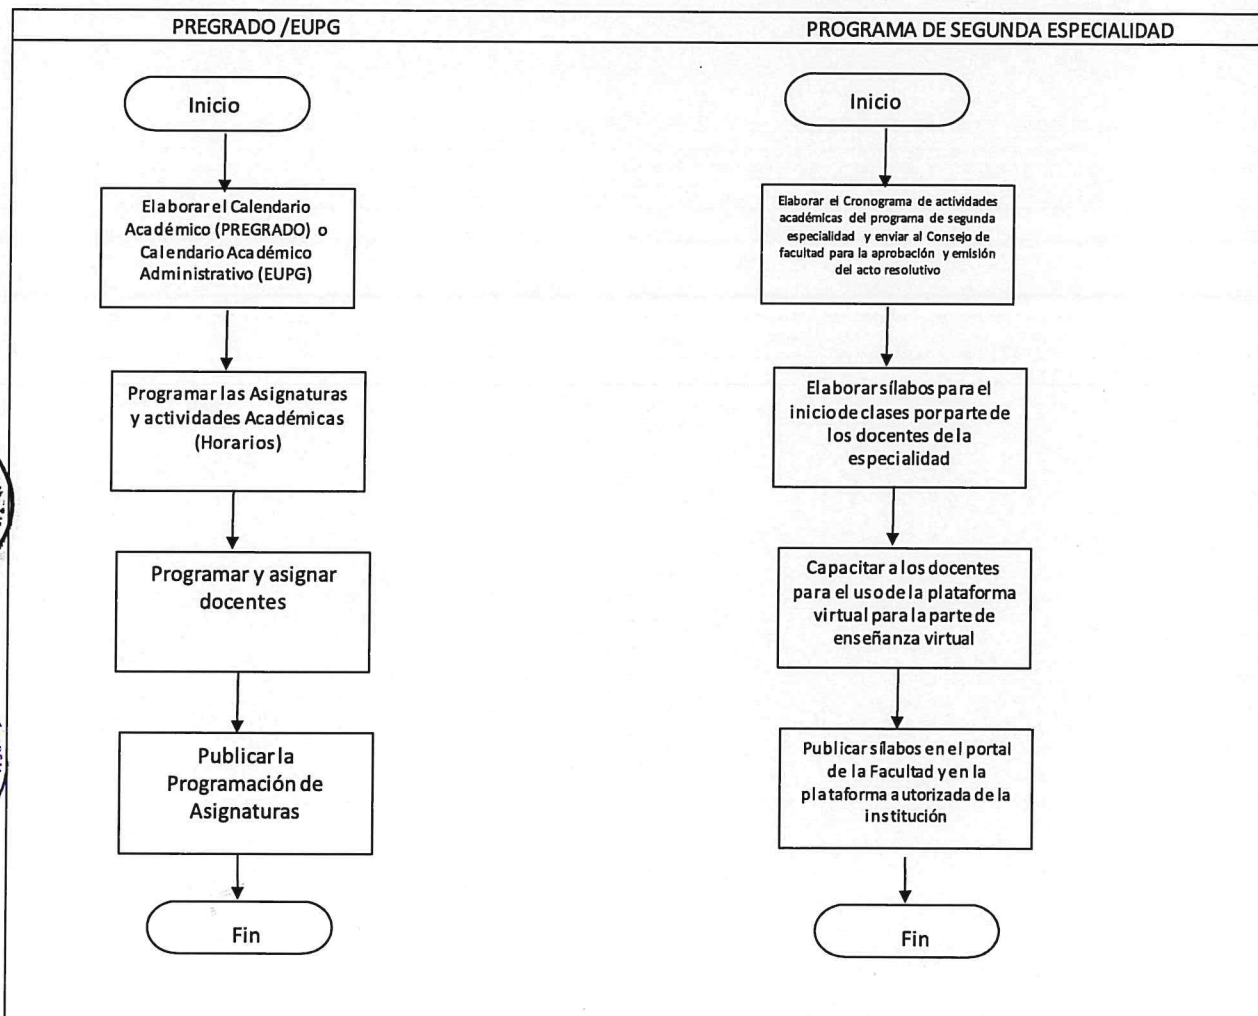 PREGRADO /EUPG
Inicio
Elaborar el Calendario
Académico (PREGRADO) o
Calendario Académico
Administrativo (EUPG)
Programar las Asignaturas
y actividades Académicas
(Horarios)
Programar y asignar
docentes
Publicar la
Programación de
Asignaturas
Fin
PROGRAMA DE SEGUNDA ESPECIALIDAD
Inicio
Elaborar el Cronograma de actividades
académicas del programa de segunda
especialidad y enviar al Consejo de
facultad para la aprobación y emisión
del acto resolutivo
Elaborar sílabos para el
inicio de clases por parte de
los docentes de la
especialidad
Capacitar a los docentes
para el uso de la plataforma
virtual para la parte de
enseñanza virtual
Publicar sílabos en el portal
de la Facultad y en la
plataforma autorizada de la
institución
Fin